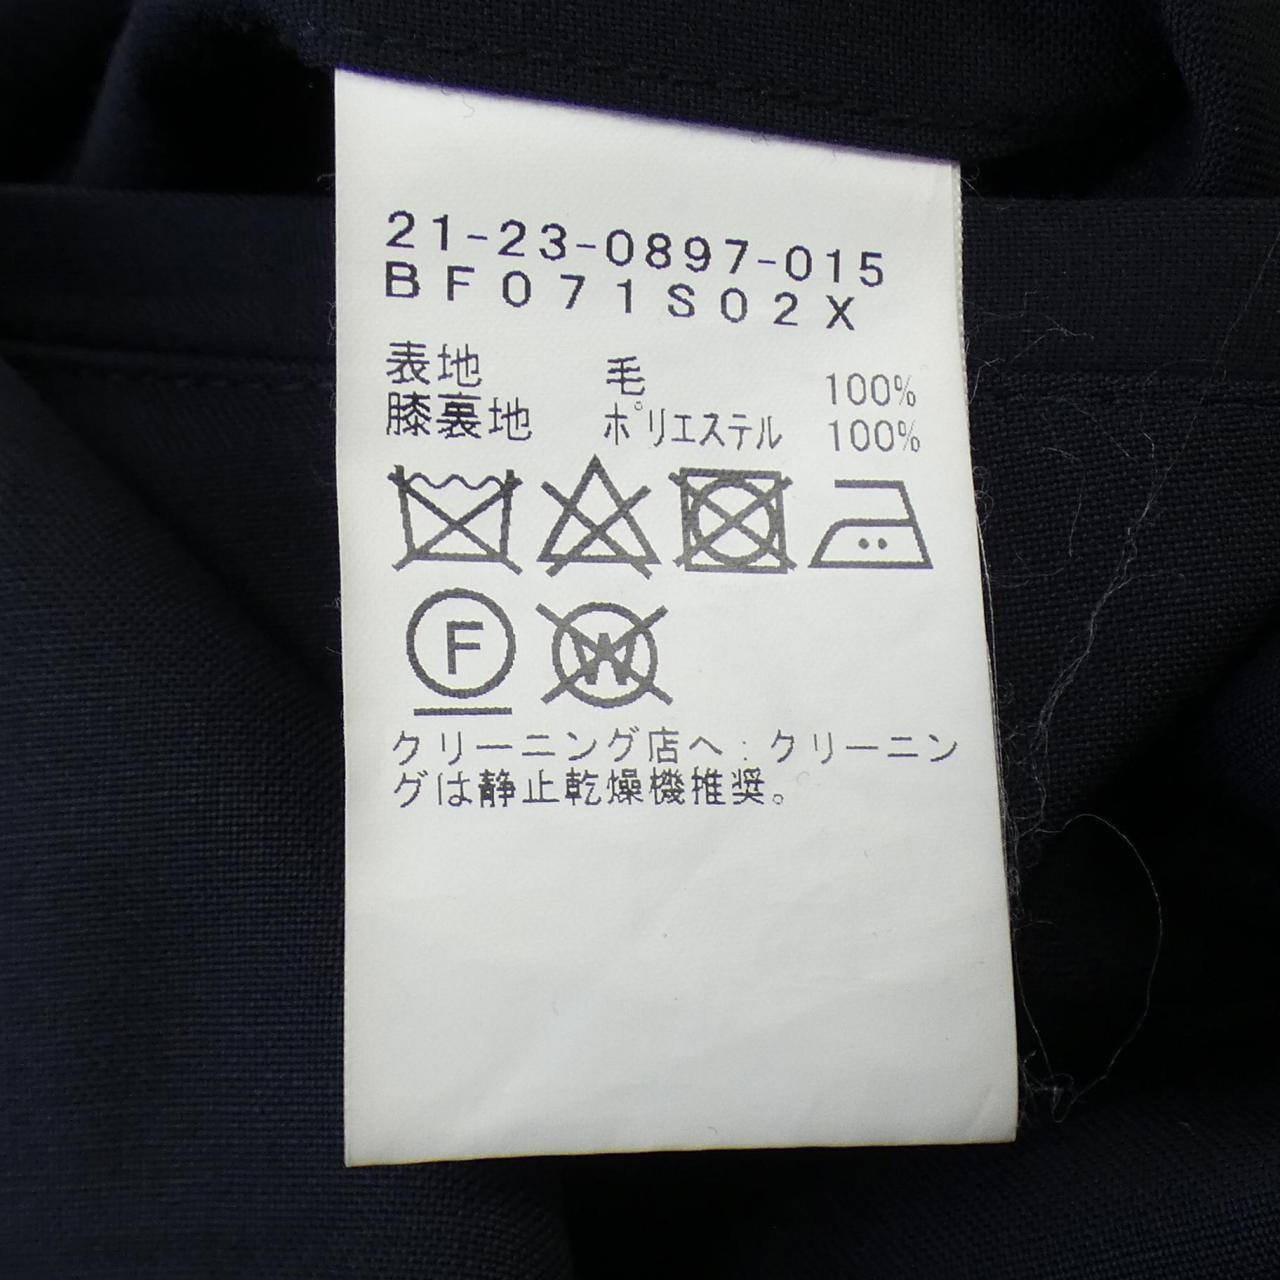 21-23-0897-015
BF071S02X
表地 毛 100%
膝裏地 ポリエステル 100%
F W
クリーニング店へ:クリーニン
グは静止乾燥機推奨。